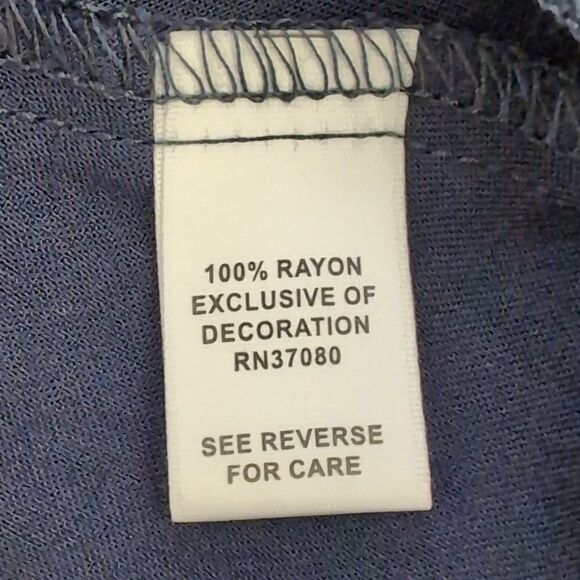 100% RAYON
EXCLUSIVE OF
DECORATION
RN37080
SEE REVERSE
FOR CARE